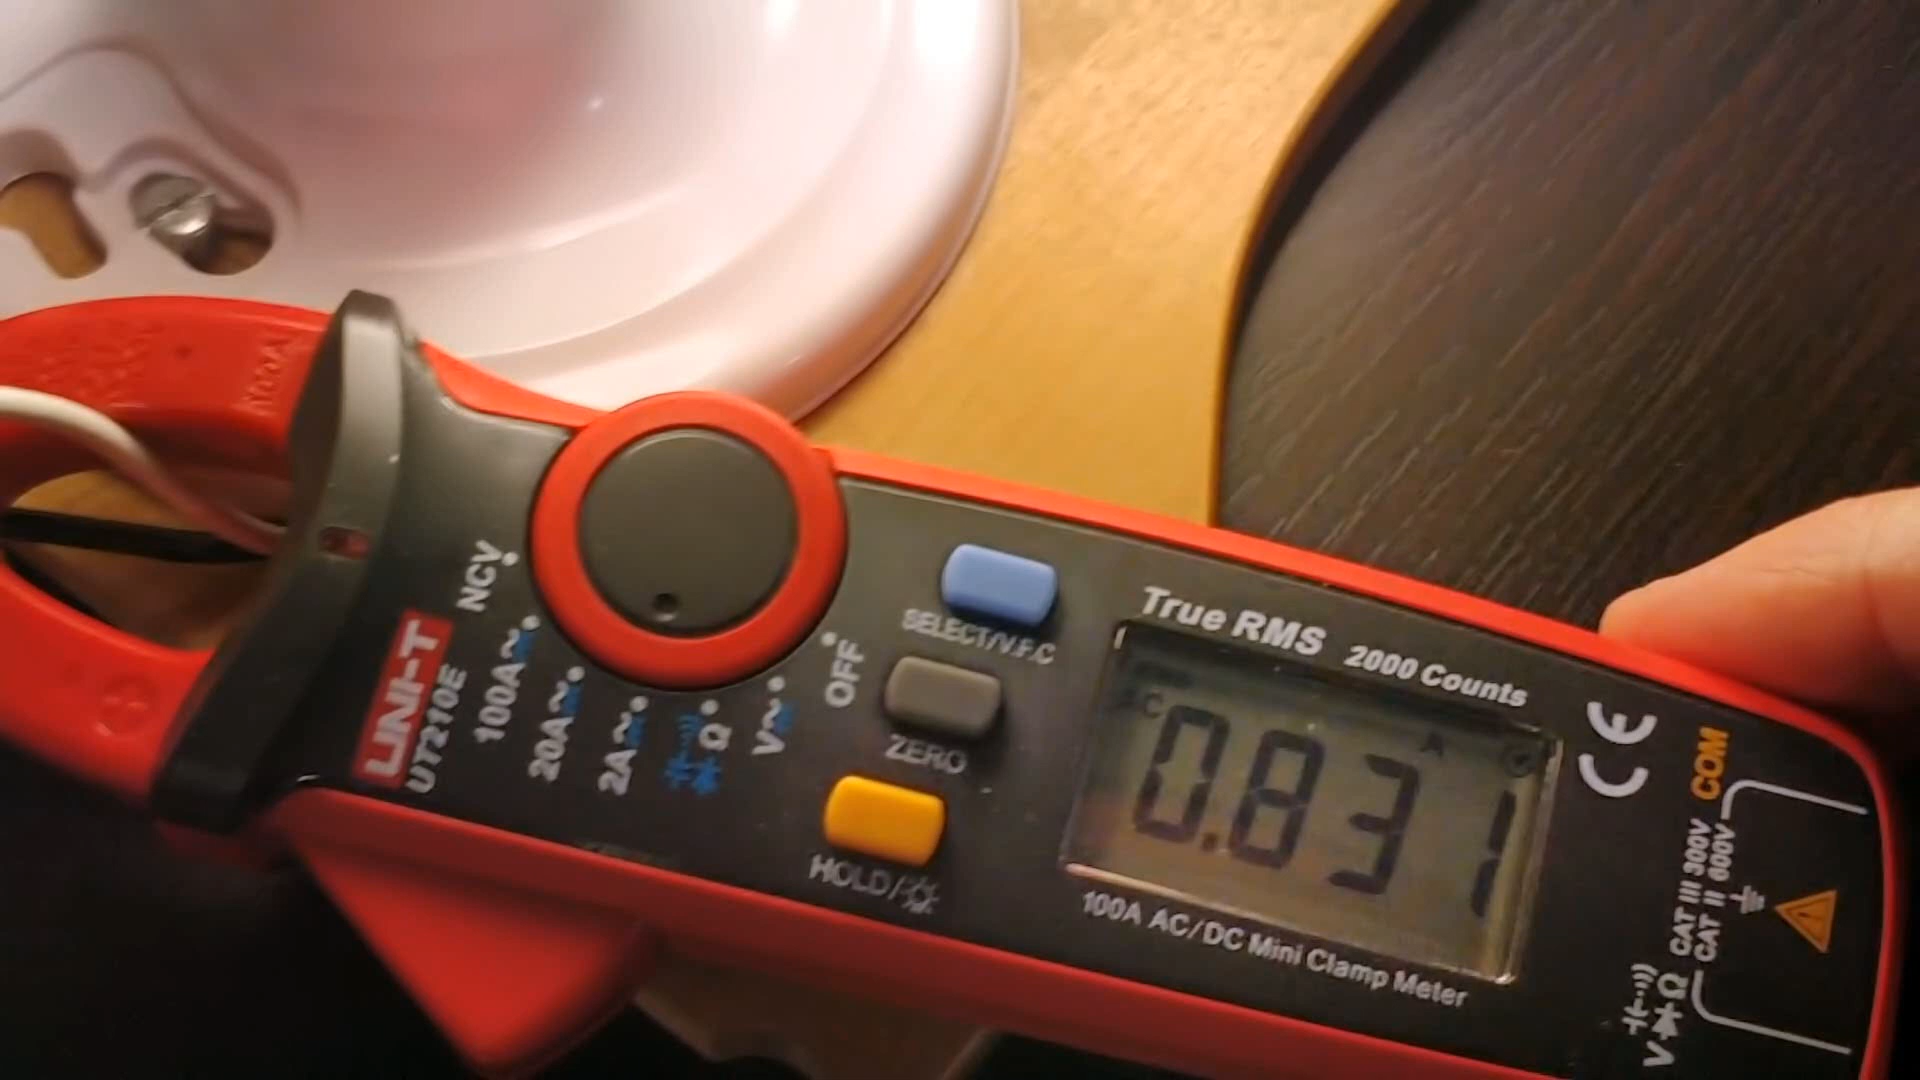 NCV
UNI-T
UT210E
100A
20A
2A
Ω
V
OFF
SELECT/V.F.C
ZERO
HOLD/
True RMS 2000 Counts
A
0.831
100A AC/DC Mini Clamp Meter
CE
COM
CAT III 300V
CAT II 600V
V Ω